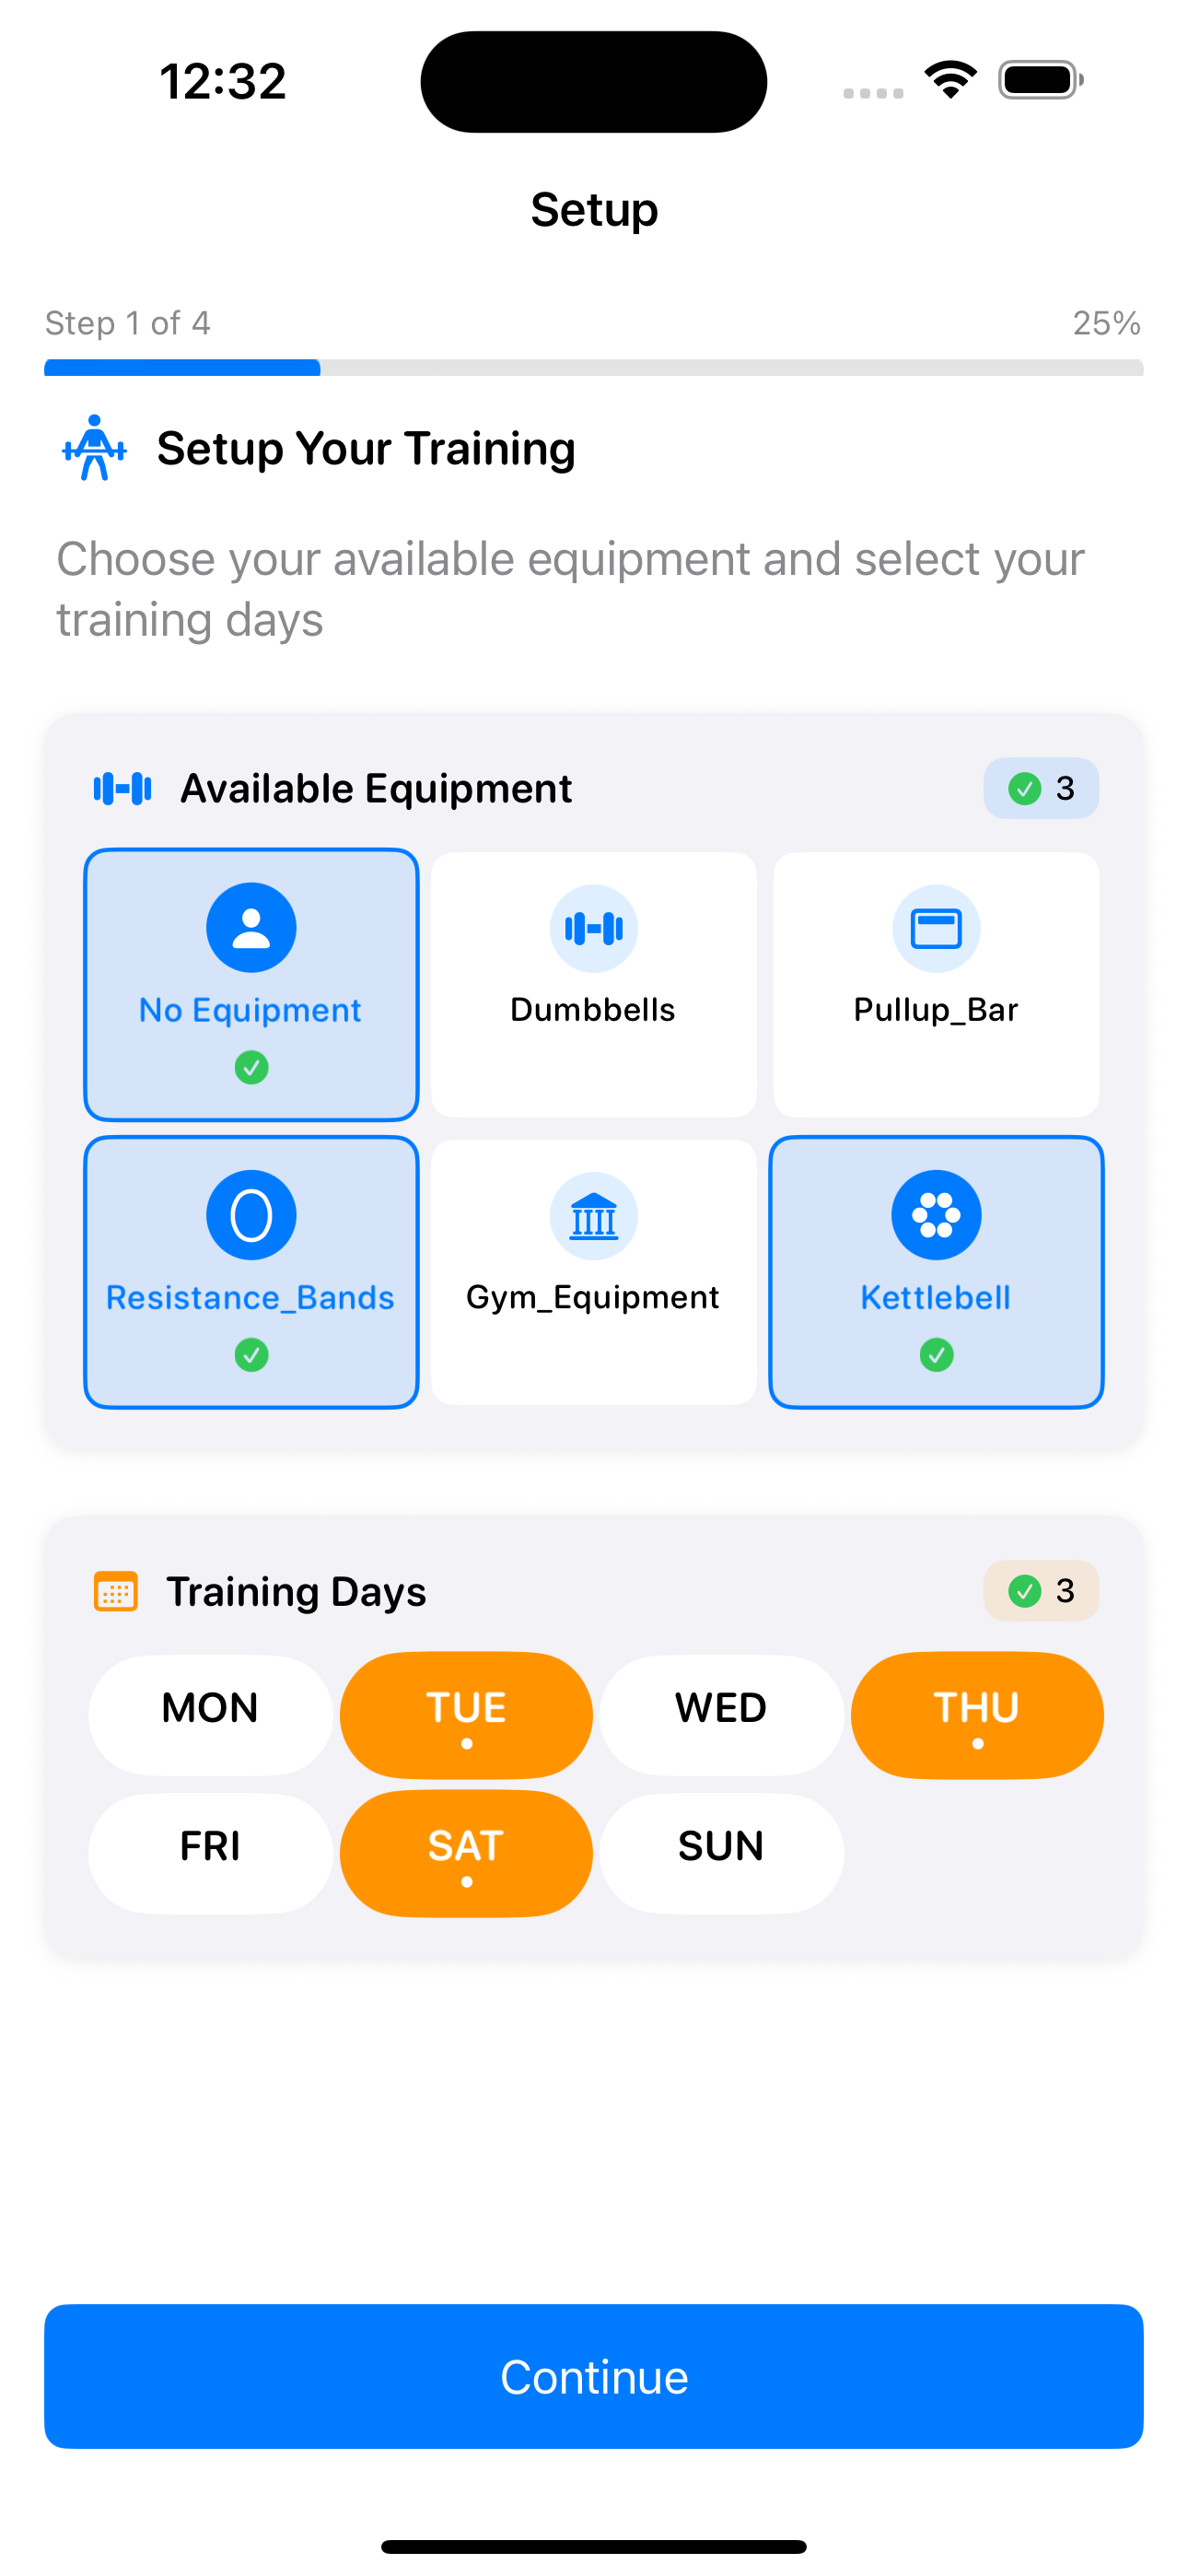 12:32
Setup
Step 1 of 4
25%
Setup Your Training
Choose your available equipment and select your
training days
Available Equipment
3
No Equipment
Dumbbells
Pullup_Bar
Resistance_Bands
Gym_Equipment
Kettlebell
Training Days
3
MON
TUE
WED
THU
FRI
SAT
SUN
Continue